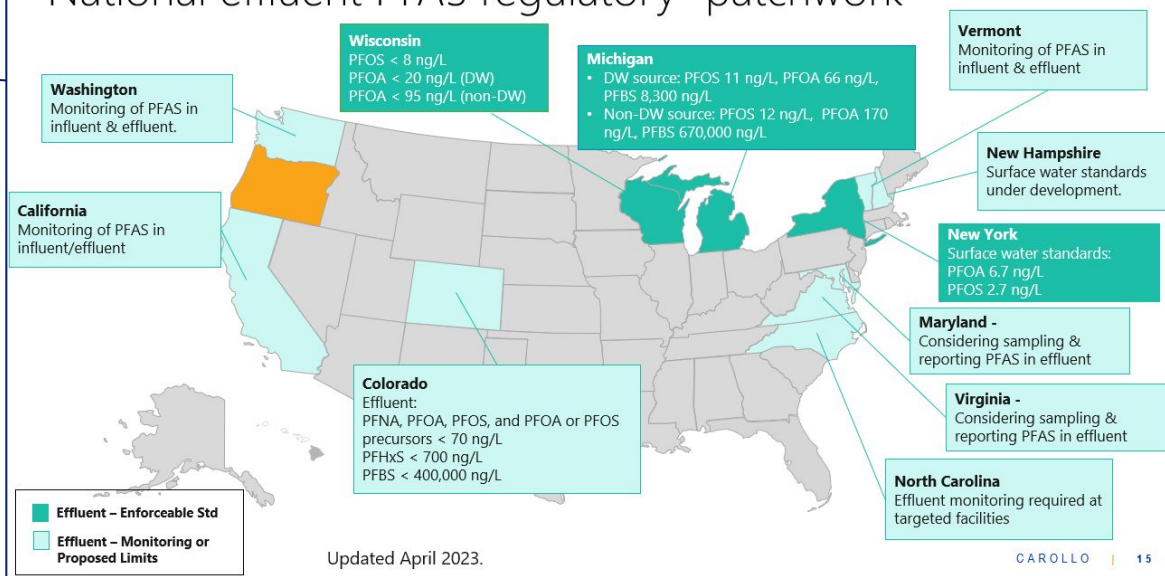 National effluent PFAS regulatory "patchwork"
Wisconsin
PFOS < 8 ng/L
PFOA < 20 ng/L (DW)
PFOA < 95 ng/L (non-DW)
Michigan
• DW source: PFOS 11 ng/L, PFOA 66 ng/L,
PFBS 8,300 ng/L
• Non-DW source: PFOS 12 ng/L, PFOA 170
ng/L, PFBS 670,000 ng/L
Vermont
Monitoring of PFAS in
influent & effluent
Washington
Monitoring of PFAS in
influent & effluent.
New Hampshire
Surface water standards
under development.
California
Monitoring of PFAS in
influent/effluent
New York
Surface water standards:
PFOA 6.7 ng/L
PFOS 2.7 ng/L
Maryland -
Considering sampling &
reporting PFAS in effluent
Colorado
Effluent:
PFNA, PFOA, PFOS, and PFOA or PFOS
precursors < 70 ng/L
PFHxS < 700 ng/L
PFBS < 400,000 ng/L
Virginia -
Considering sampling &
reporting PFAS in effluent
North Carolina
Effluent monitoring required at
targeted facilities
Effluent – Enforceable Std
Effluent – Monitoring or
Proposed Limits
Updated April 2023.
CAROLLO | 15